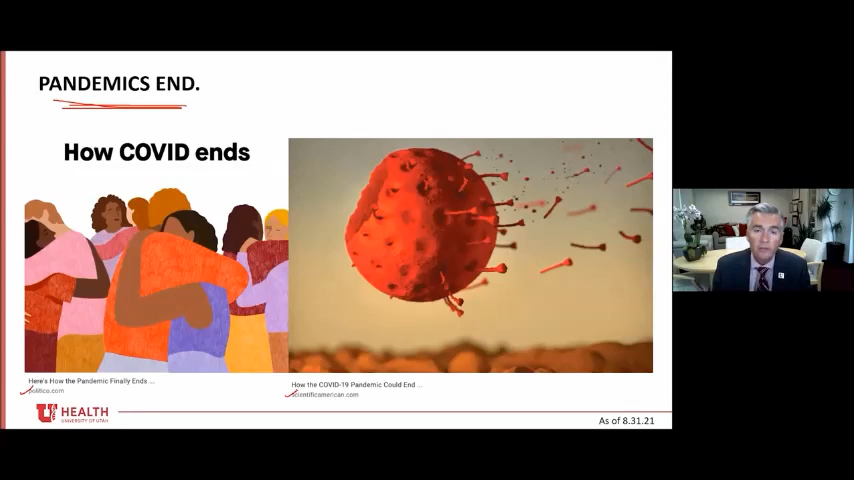 PANDEMICS END.
How COVID ends
Here's How the Pandemic Finally Ends ...
politico.com
How the COVID-19 Pandemic Could End ...
scientificamerican.com
U HEALTH
UNIVERSITY OF UTAH
As of 8.31.21